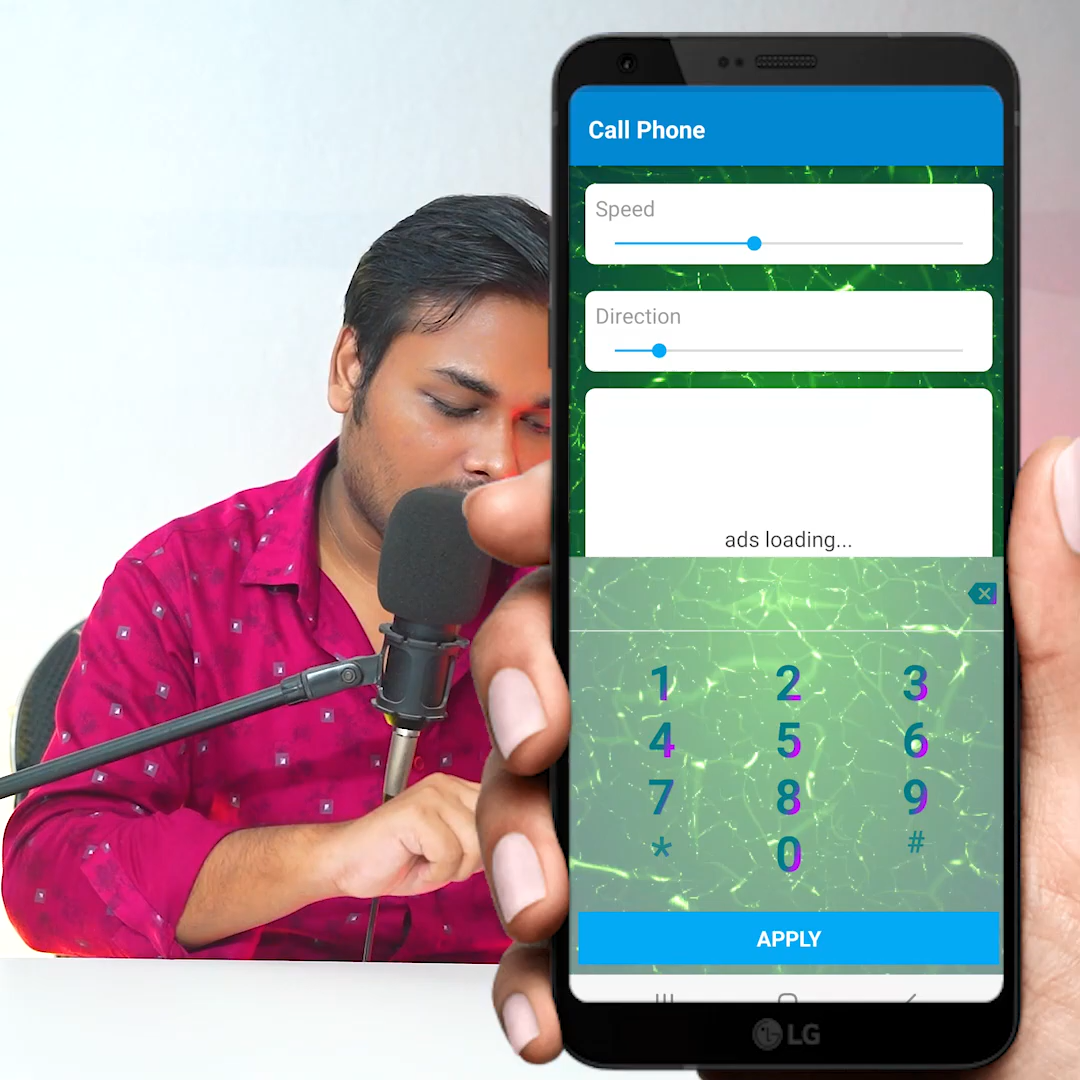 Call Phone
Speed
Direction
ads loading...
1 2 3
4 5 6
7 8 9
* 0 #
APPLY
LG